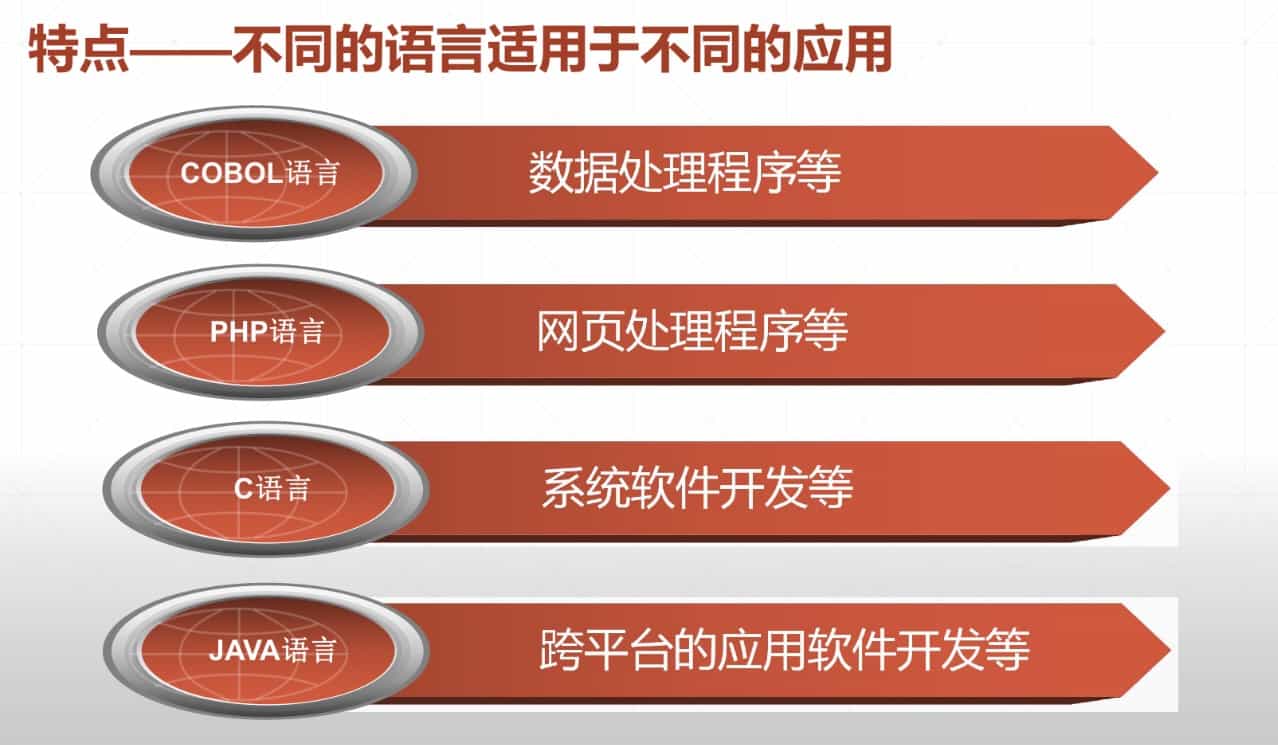 特点——不同的语言适用于不同的应用
COBOL语言
数据处理程序等
PHP语言
网页处理程序等
C语言
系统软件开发等
JAVA语言
跨平台的应用软件开发等